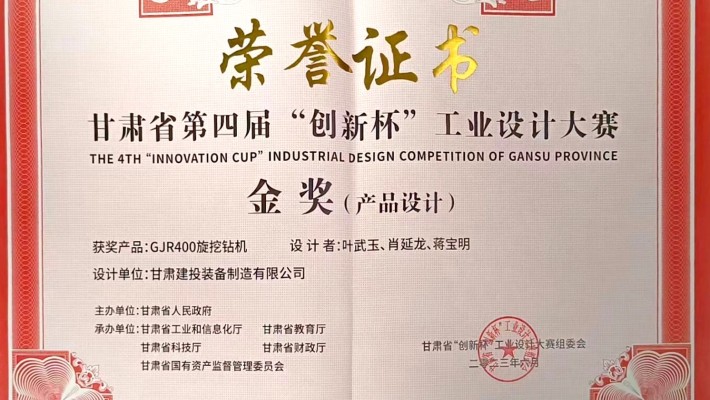 荣誉证书
甘肃省第四届“创新杯”工业设计大赛
THE 4TH “INNOVATION CUP” INDUSTRIAL DESIGN COMPETITION OF GANSU PROVINCE
金奖（产品设计）
获奖产品：GJR400旋挖钻机 设 计 者：叶武玉、肖延龙、蒋宝明
设计单位：甘肃建投装备制造有限公司
主办单位：甘肃省人民政府
承办单位：甘肃省工业和信息化厅 甘肃省教育厅
甘肃省科技厅 甘肃省财政厅
甘肃省国有资产监督管理委员会
甘肃省“创新杯”工业设计大赛组委会
二〇二三年六月